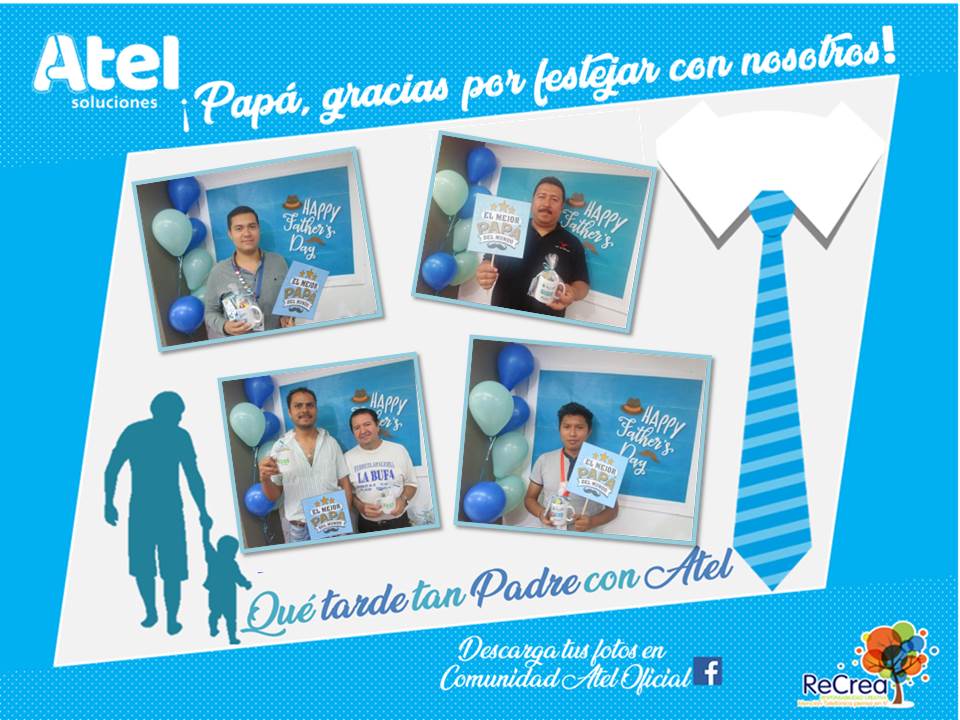 Atel
soluciones
¡Papá, gracias por festejar con nosotros!
HAPPY
Father's
Day
EL MEJOR
PAPÁ
DEL MUNDO
HAPPY
Father's
EL MEJOR
PAPÁ
DEL MUNDO
HAPPY
Father's
EL MEJOR
PAPÁ
DEL MUNDO
LA BUFA
HAPPY
Father's
Day
EL MEJOR
PAPÁ
DEL MUNDO
Qué tarde tan Padre con Atel
Descarga tus fotos en
Comunidad Atel Oficial f
ReCrea